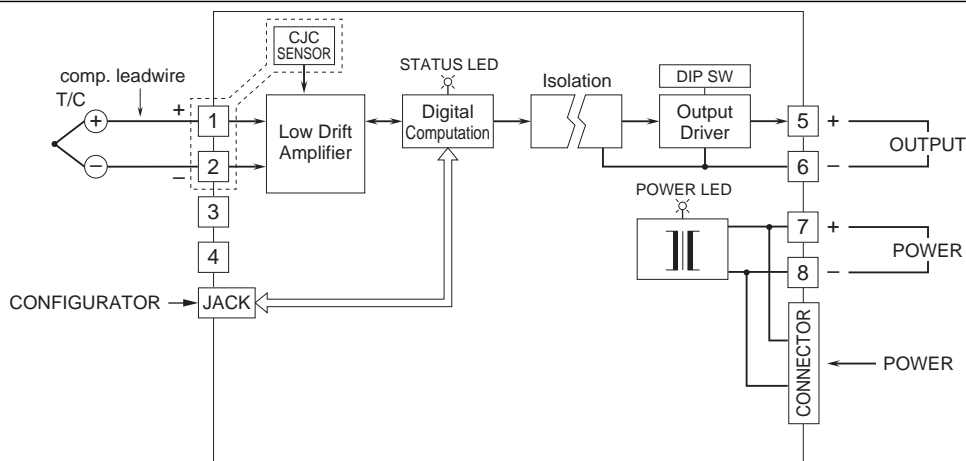 CJC
SENSOR
comp. leadwire
T/C
+
+
−
−
1
2
3
4
Low Drift
Amplifier
STATUS LED
Digital
Computation
Isolation
DIP SW
Output
Driver
5 +
OUTPUT
6 −
POWER LED
7 +
POWER
8 −
CONFIGURATOR
JACK
CONNECTOR
POWER